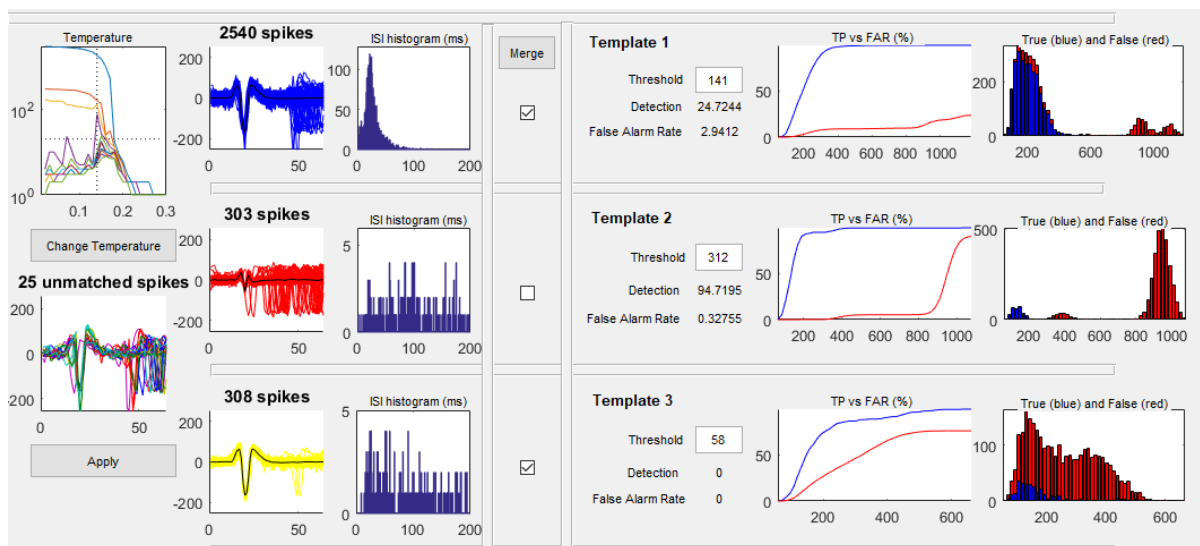 Temperature
10^2
10^0
0.1 0.2 0.3
Change Temperature
25 unmatched spikes
200
0
-200
0 50
Apply
2540 spikes
200
0
-200
0 50
ISI histogram (ms)
100
50
0
0 100 200
303 spikes
200
0
-200
0 50
ISI histogram (ms)
5
0
0 100 200
308 spikes
200
0
-200
0 50
ISI histogram (ms)
5
0
0 100 200
Merge
Template 1
Threshold 141
Detection 24.7244
False Alarm Rate 2.9412
TP vs FAR (%)
50
0
200 400 600 800 1000
True (blue) and False (red)
200
0
200 600 1000
Template 2
Threshold 312
Detection 94.7195
False Alarm Rate 0.32755
TP vs FAR (%)
50
0
200 400 600 800 1000
True (blue) and False (red)
500
0
200 400 600 800 1000
Template 3
Threshold 58
Detection 0
False Alarm Rate 0
TP vs FAR (%)
50
0
200 400 600
True (blue) and False (red)
100
0
200 400 600